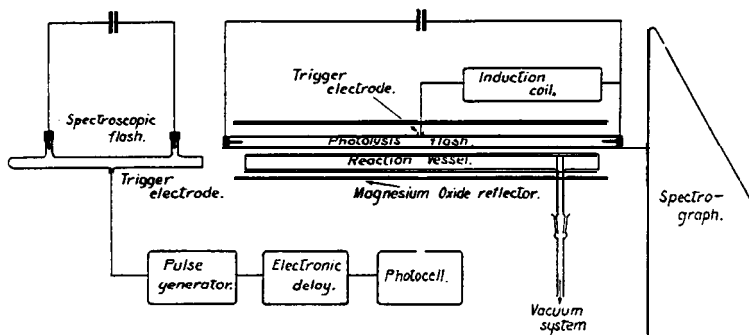 Spectroscopic
flash.
Trigger
electrode.
Trigger
electrode.
Induction
coil.
Photolysis flash.
Reaction vessel.
Magnesium Oxide reflector.
Spectro-
graph.
Pulse
generator.
Electronic
delay.
Photocell.
Vacuum
system